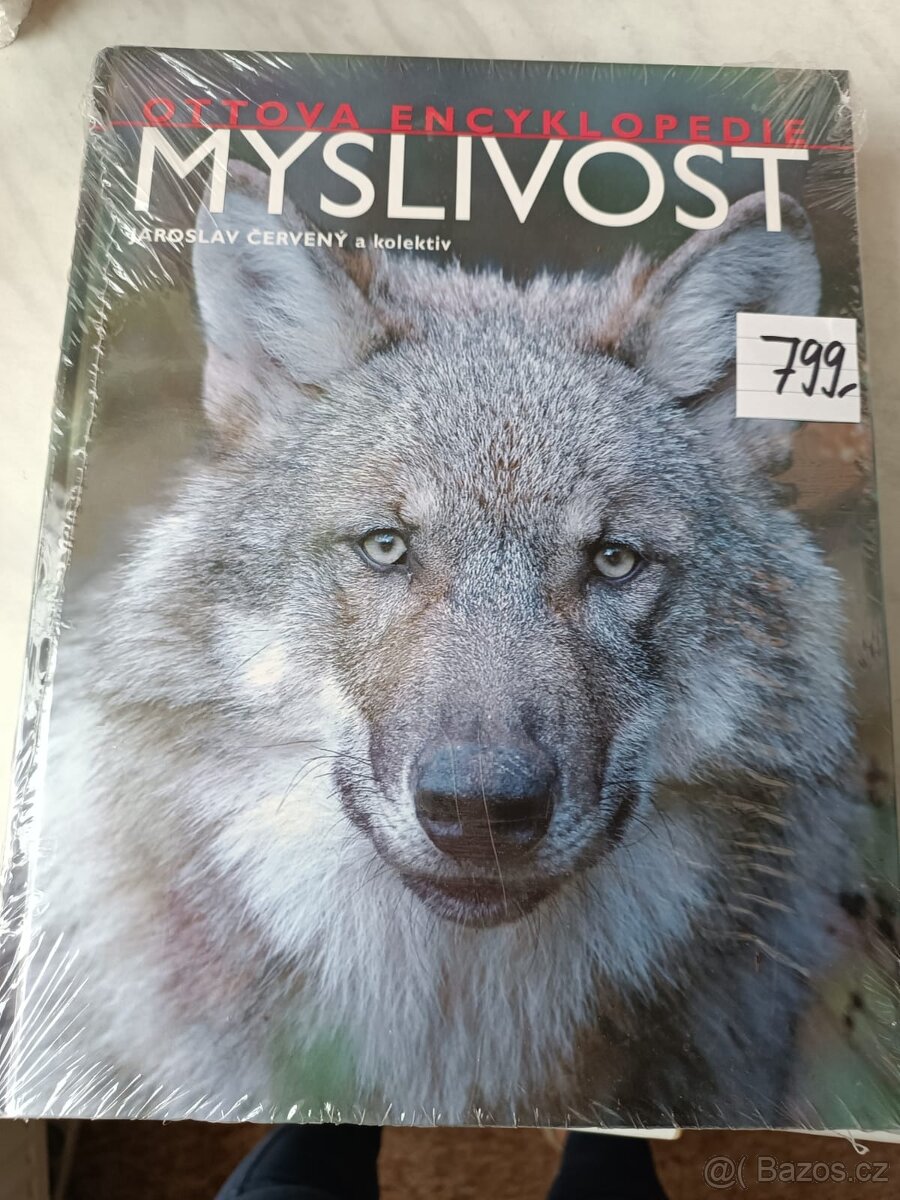 OTTOVA ENCYKLOPEDIE
MYSLIVOST
JAROSLAV ČERVENÝ a kolektiv
799,-
@( Bazos.cz